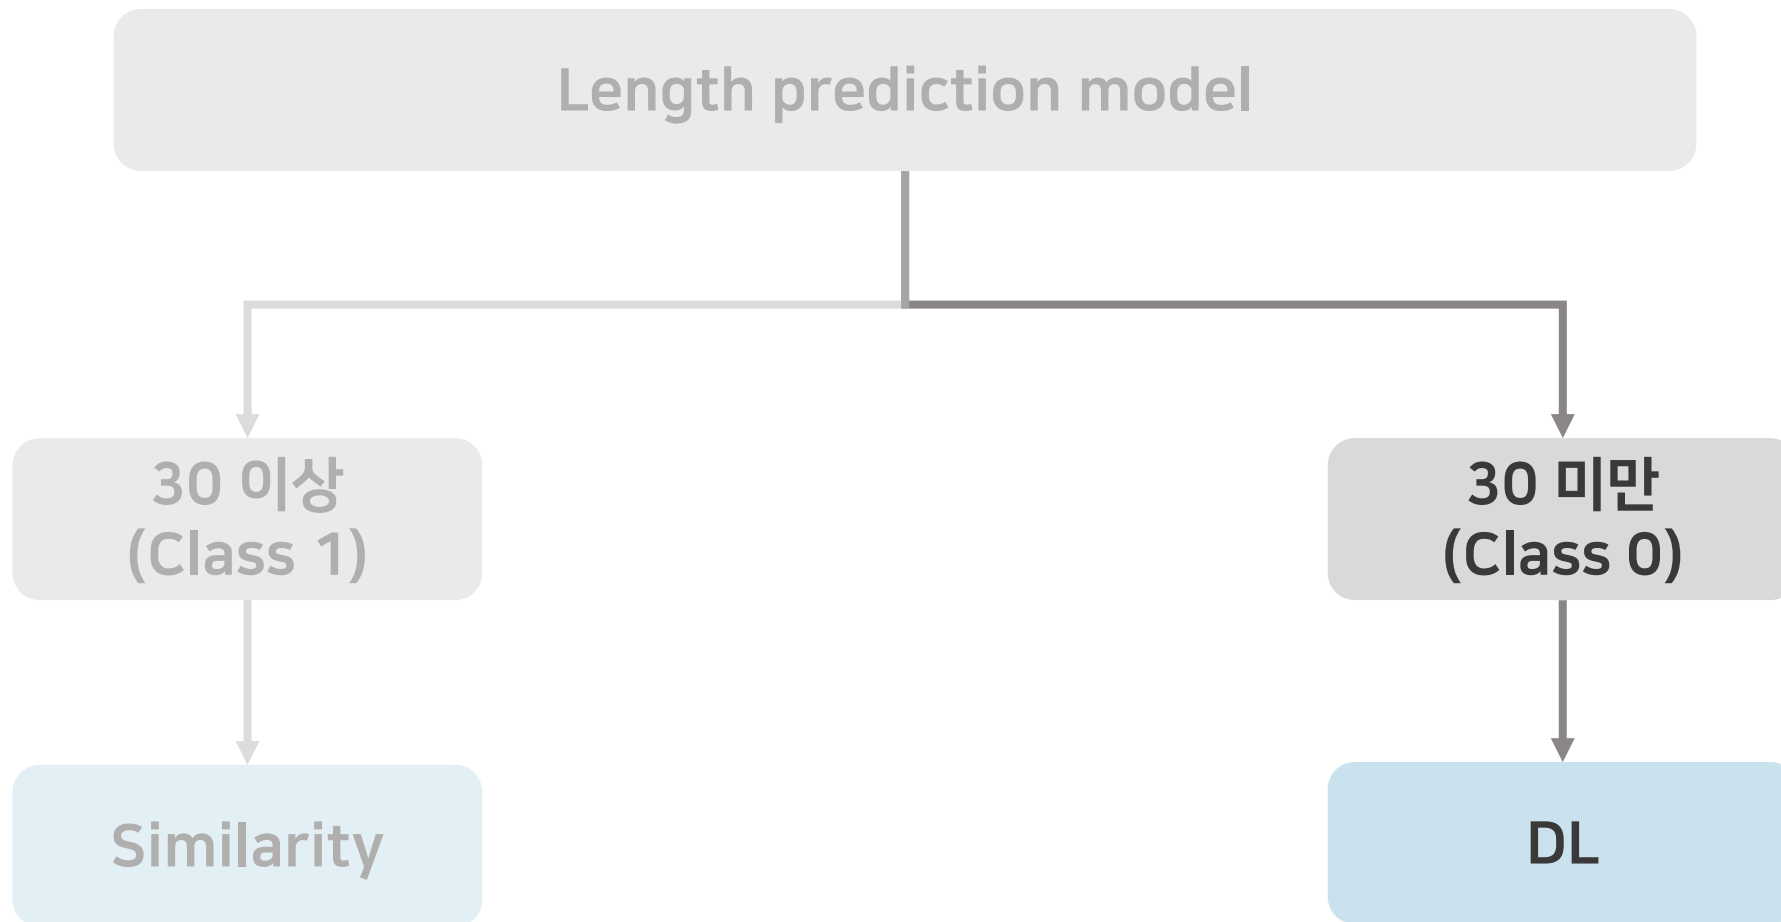 Length prediction model
30 이상
(Class 1)
30 미만
(Class 0)
Similarity
DL